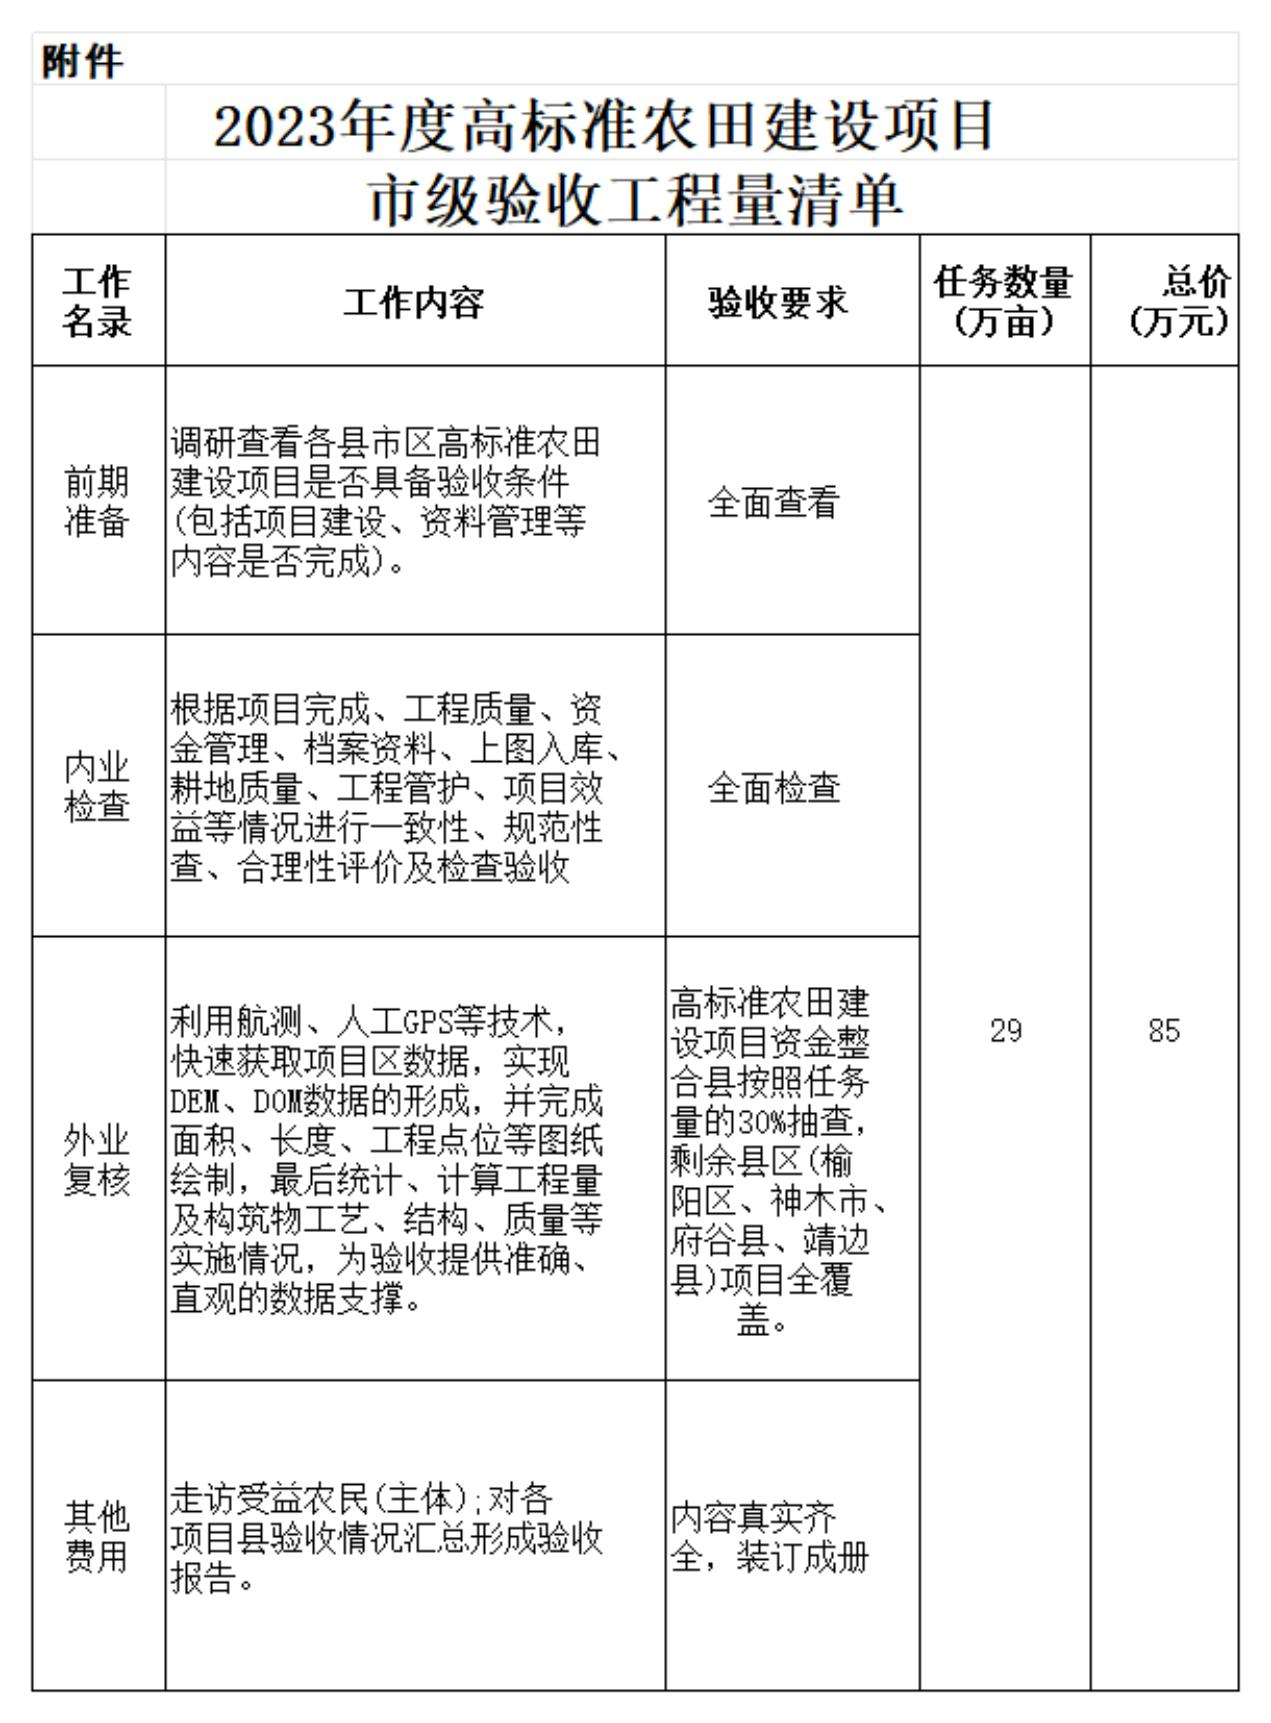 附件
2023年度高标准农田建设项目
市级验收工程量清单
工作
名录
工作内容
验收要求
任务数量
(万亩)
总价
(万元)
前期
准备
调研查看各县市区高标准农田
建设项目是否具备验收条件
(包括项目建设、资料管理等
内容是否完成)。
全面查看
内业
检查
根据项目完成、工程质量、资
金管理、档案资料、上图入库、
耕地质量、工程管护、项目效
益等情况进行一致性、规范性
查、合理性评价及检查验收
全面检查
外业
复核
利用航测、人工GPS等技术，
快速获取项目区数据，实现
DEM、DOM数据的形成，并完成
面积、长度、工程点位等图纸
绘制，最后统计、计算工程量
及构筑物工艺、结构、质量等
实施情况，为验收提供准确、
直观的数据支撑。
高标准农田建
设项目资金整
合县按照任务
量的30%抽查，
剩余县区(榆
阳区、神木市、
府谷县、靖边
县)项目全覆
盖。
29
85
其他
费用
走访受益农民(主体);对各
项目县验收情况汇总形成验收
报告。
内容真实齐
全，装订成册